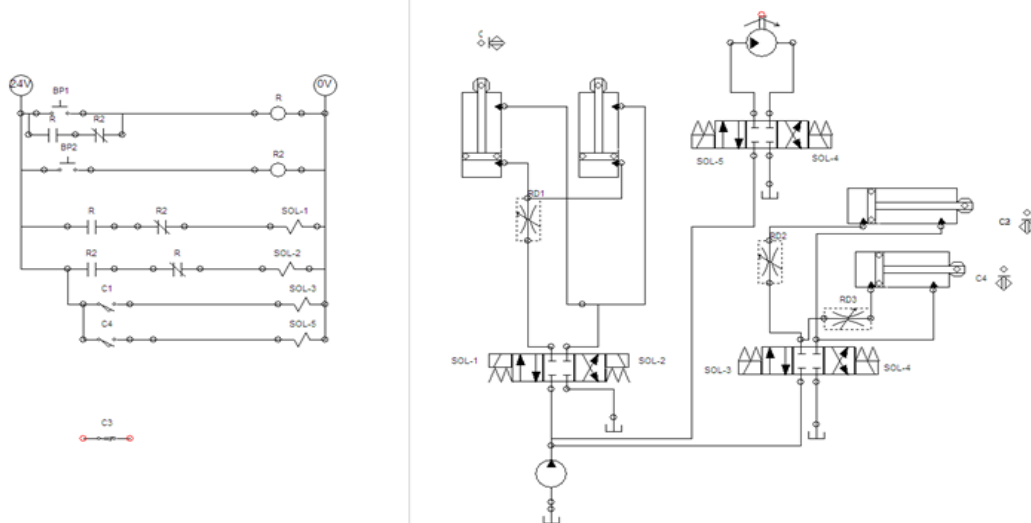 24V
0V
BP1
R
R
R2
BP2
R2
R
R2
SOL-1
R2
R
SOL-2
C1
SOL-3
C4
SOL-5
C3
RD1
SOL-1
SOL-2
SOL-5
SOL-4
RD2
RD3
C4
SOL-3
SOL-4